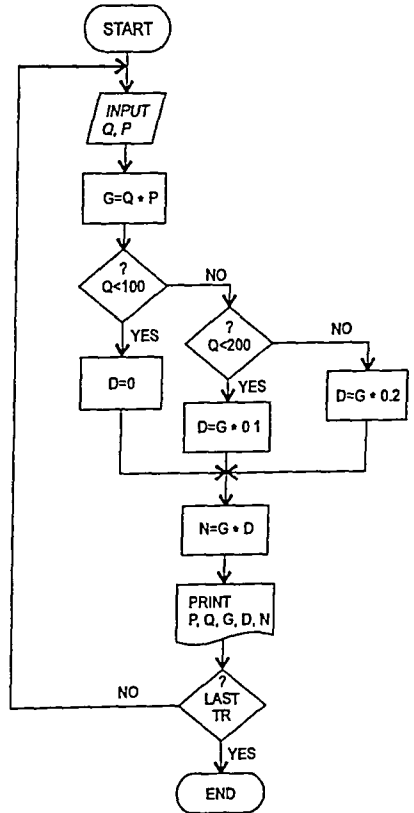 START
INPUT
Q, P
G=Q * P
?
Q<100
NO
YES
?
Q<200
NO
YES
D=0
D=G * 0 1
D=G * 0.2
N=G * D
PRINT
P, Q, G, D, N
?
LAST
TR
NO
YES
END